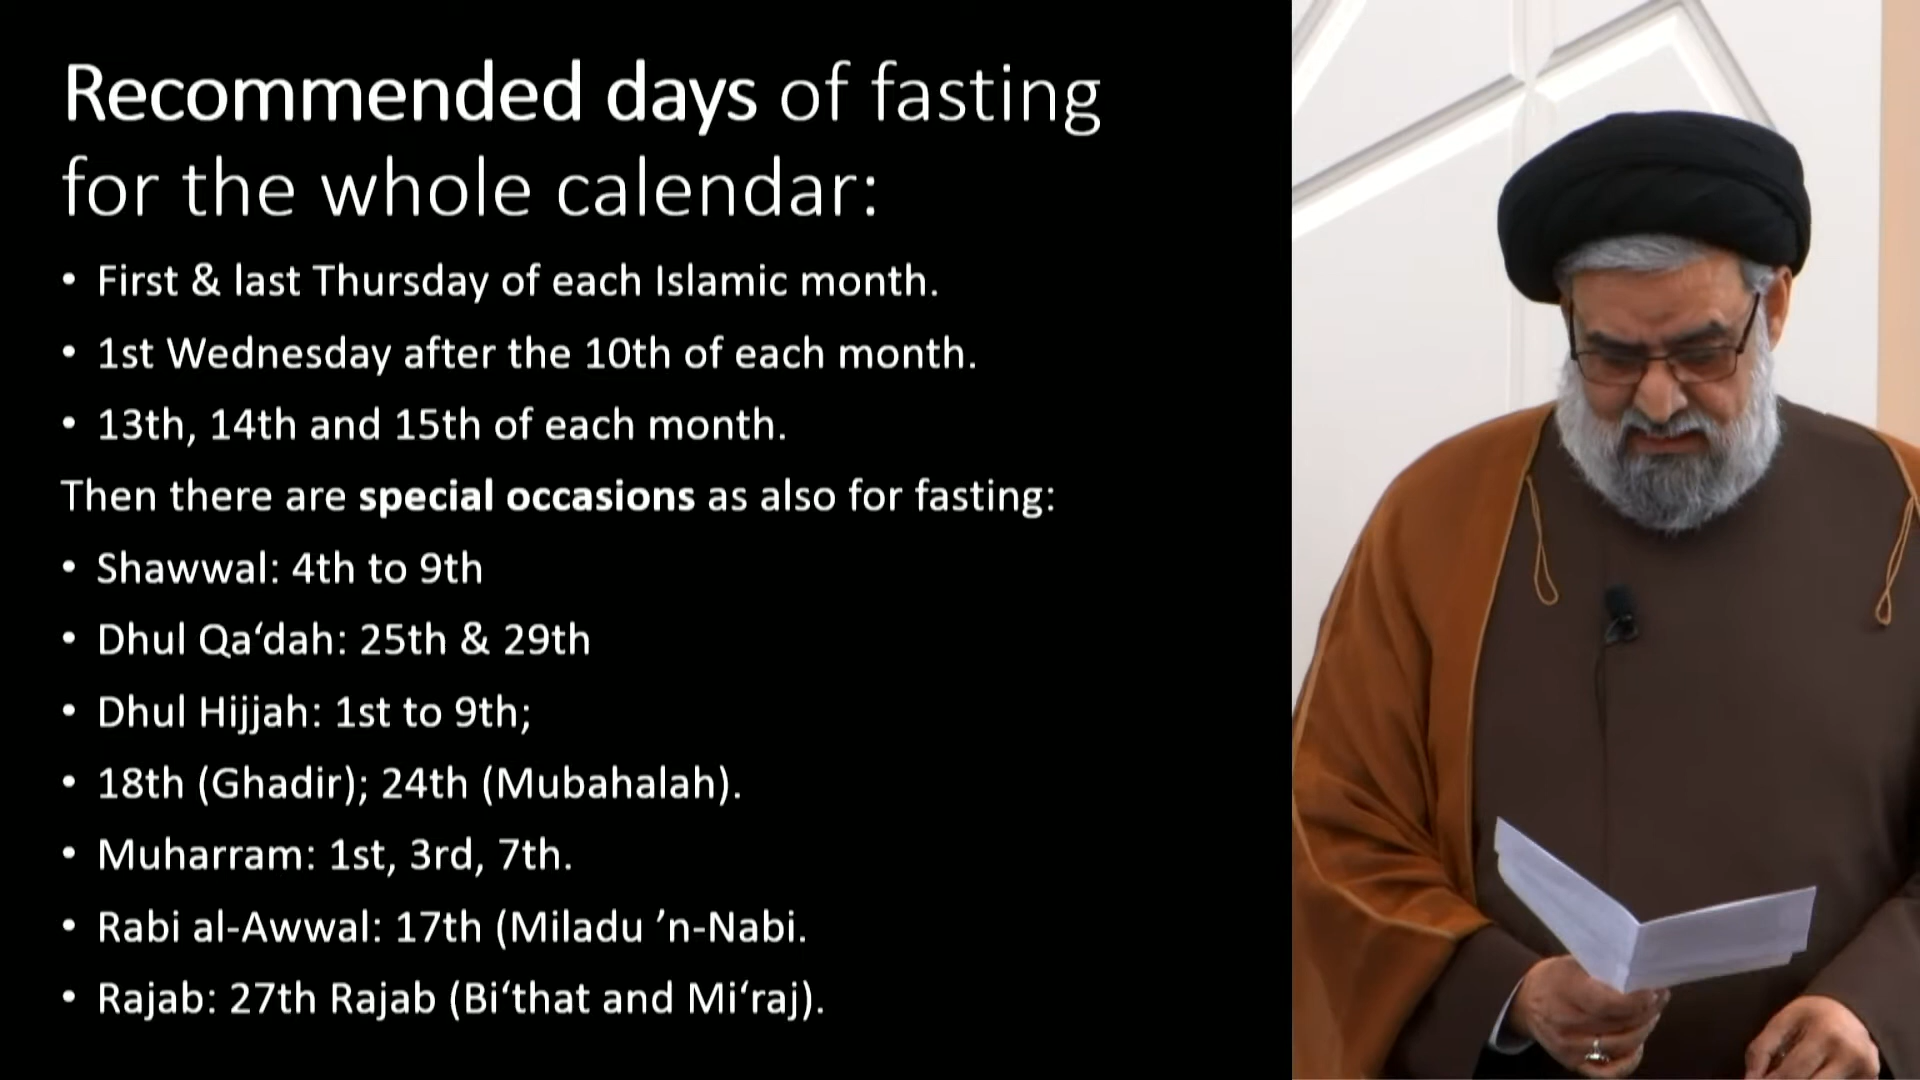 Recommended days of fasting
for the whole calendar:
• First & last Thursday of each Islamic month.
• 1st Wednesday after the 10th of each month.
• 13th, 14th and 15th of each month.
Then there are special occasions as also for fasting:
• Shawwal: 4th to 9th
• Dhul Qa‘dah: 25th & 29th
• Dhul Hijjah: 1st to 9th;
• 18th (Ghadir); 24th (Mubahalah).
• Muharram: 1st, 3rd, 7th.
• Rabi al-Awwal: 17th (Miladu ’n-Nabi.
• Rajab: 27th Rajab (Bi‘that and Mi‘raj).